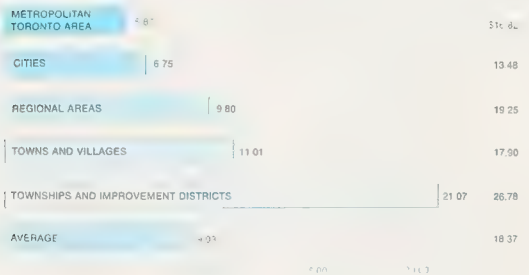 METROPOLITAN
TORONTO AREA
CITIES 6.75 13.48
REGIONAL AREAS 9.80 19.25
TOWNS AND VILLAGES 11.01 17.90
TOWNSHIPS AND IMPROVEMENT DISTRICTS 21.07 26.78
AVERAGE 18.37